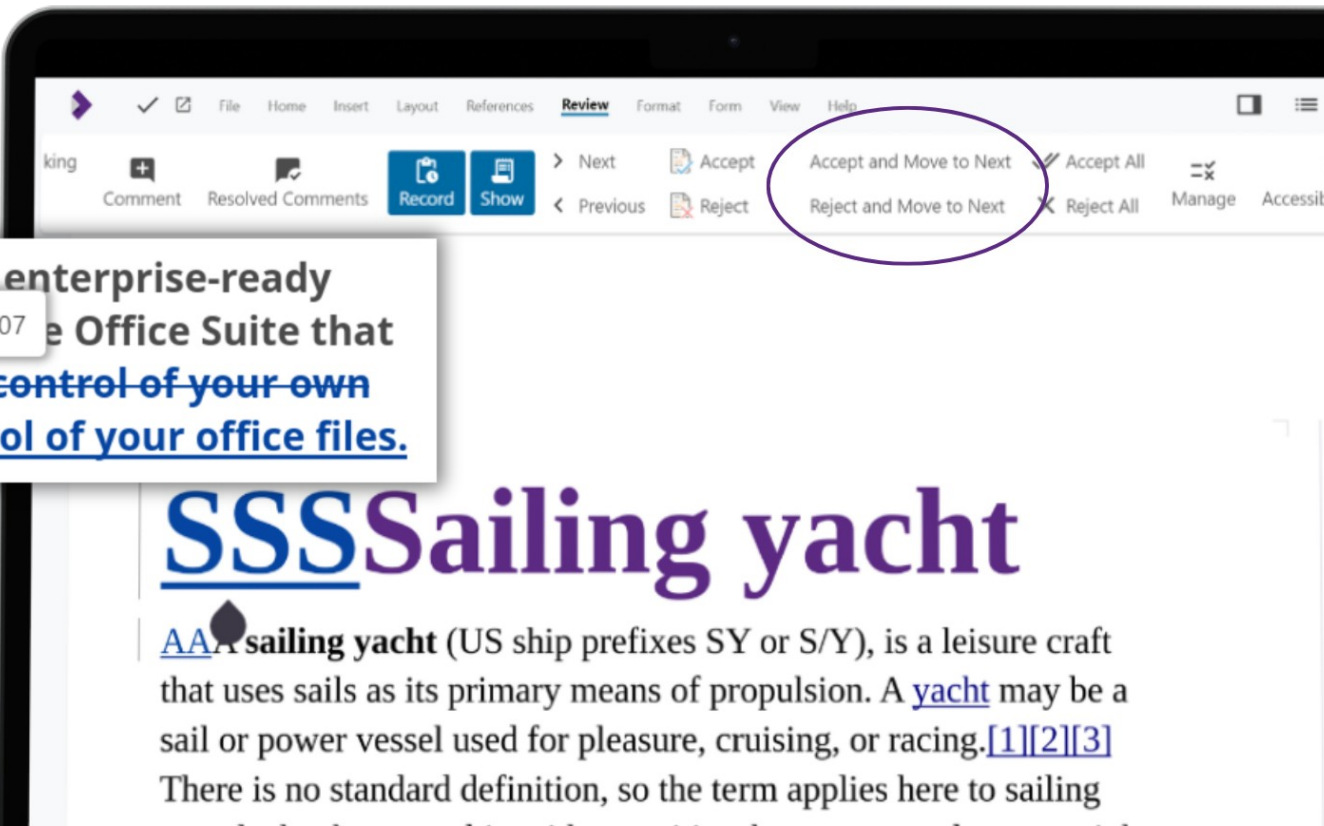 File Home Insert Layout References Review Format Form View Help
king Comment Resolved Comments Record Show Next Accept Accept and Move to Next Accept All Manage Accessib
Previous Reject Reject and Move to Next Reject All
enterprise-ready
07 e Office Suite that
control of your own
ol of your office files.
SSSSailing yacht
AAA sailing yacht (US ship prefixes SY or S/Y), is a leisure craft
that uses sails as its primary means of propulsion. A yacht may be a
sail or power vessel used for pleasure, cruising, or racing.[1][2][3]
There is no standard definition, so the term applies here to sailing